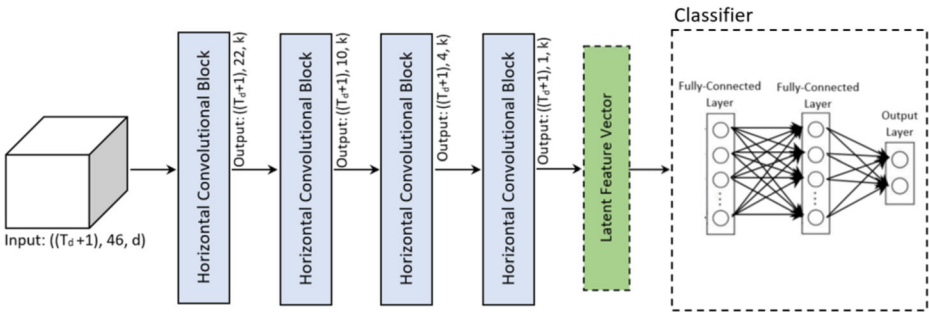 Classifier
Input: ((Td +1), 46, d)
Horizontal Convolutional Block
Output: ((Td+1), 22, k)
Horizontal Convolutional Block
Output: ((Td+1), 10, k)
Horizontal Convolutional Block
Output: ((Td+1), 4, k)
Horizontal Convolutional Block
Output: ((Td+1), 1, k)
Latent Feature Vector
Fully-Connected
Layer
Fully-Connected
Layer
Output
Layer